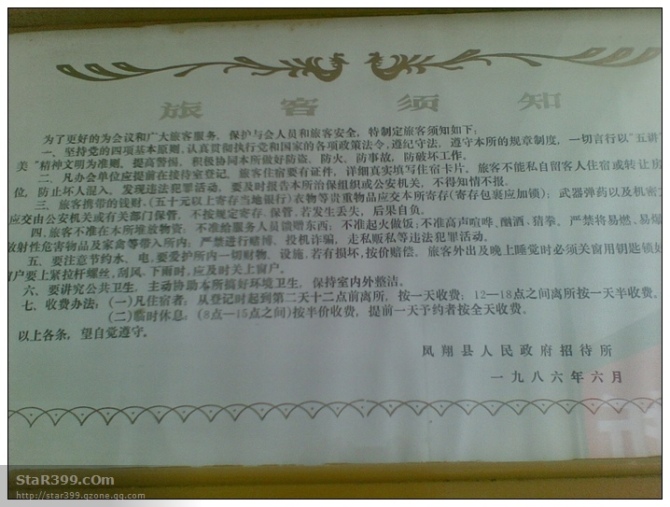 旅客须知
为了更好的为会议和广大旅客服务，保护与会人员和旅客安全，特制定旅客须知如下：
一、坚持党的四项基本原则，认真贯彻执行党和国家的各项政策法令，遵纪守法，遵守本所的规章制度，一切言行以“五讲
美”精神文明为准则。提高警惕，积极协同本所做好防盗，防火，防事故，防破坏工作。
二、凡办会单位应提前在接待室登记，旅客住宿要有证件，详细真实填写住宿卡片。旅客不能私自留客人住宿或转让房
位，防止坏人混入，发现违法犯罪活动，要及时报告本所治保组织或公安机关，不得知情不报。
三、旅客携带的钱财、（五十元以上寄存当地银行）衣物等贵重物品应交本所寄存（寄存包裹应加锁）；武器弹药以及机密
应交由公安机关或有关部门保管，不按规定寄存、保管，若发生丢失，后果自负。
四、旅客不准在本所堆放物资；不准给服务人员馈赠东西；不准起火做饭；不准高声喧哗、酗酒、猜拳，严禁将易燃、易爆
放射性危害物品及家禽等带入所内；严禁进行赌博、投机诈骗，走私贩私等违法犯罪活动。
五、要注意节约水、电，要爱护所内一切财物、设施，若有损坏，按价赔偿，旅客外出及晚上睡觉时必须关窗用钥匙锁
窗户要上紧拉杆螺丝，刮风、下雨时，应及时关上窗户。
六、要讲究公共卫生，主动协助本所搞好环境卫生，保持室内外整洁。
七、收费办法：（一）凡住宿者：从登记时起到第二天十二点前离所，按一天收费；12—18点之间离所按一天半收费。
（二）临时休息：（8点—15点之间）按半价收费，提前一天予约者按全天收费。
以上各条，望自觉遵守。
凤翔县人民政府招待所
一九八六年六月
StaR399.cOm
http://star399.qzone.qq.com